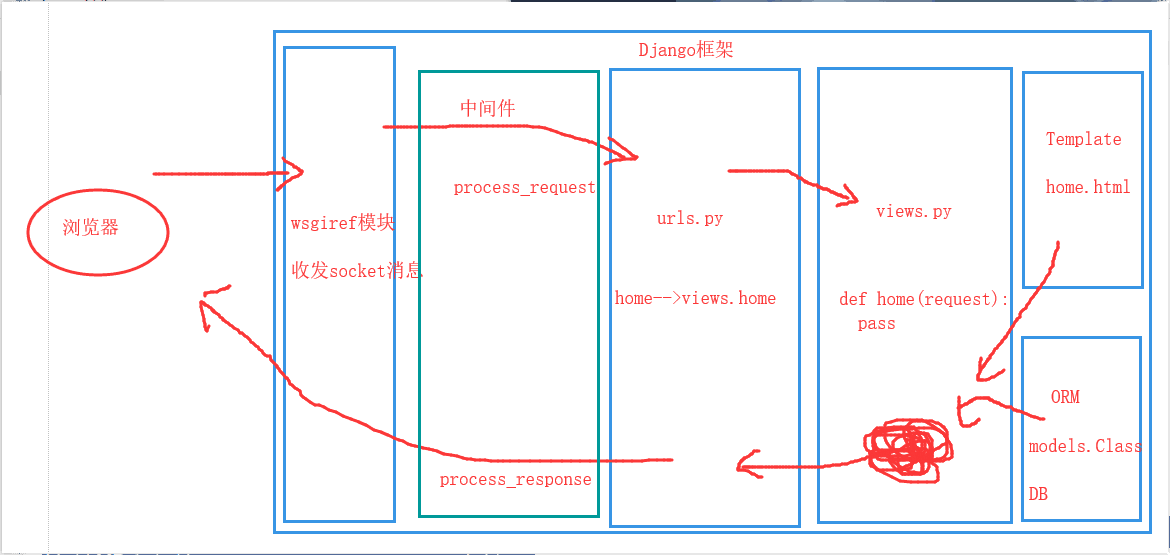 Django框架
中间件
process_request
浏览器
wsgiref模块
收发socket消息
urls.py
home-->views.home
views.py
def home(request):
pass
Template
home.html
ORM
models.Class
DB
process_response